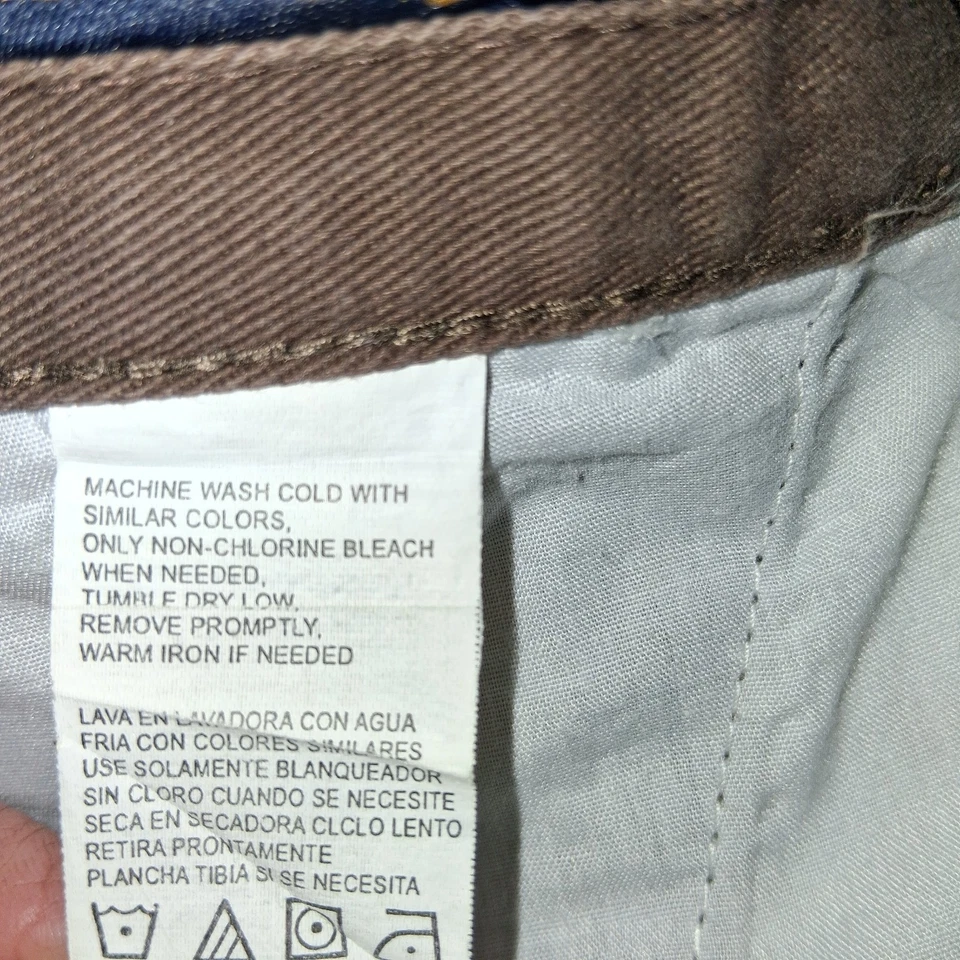 MACHINE WASH COLD WITH
SIMILAR COLORS,
ONLY NON-CHLORINE BLEACH
WHEN NEEDED,
TUMBLE DRY LOW,
REMOVE PROMPTLY,
WARM IRON IF NEEDED
LAVA EN LAVADORA CON AGUA
FRIA CON COLORES SIMILARES
USE SOLAMENTE BLANQUEADOR
SIN CLORO CUANDO SE NECESITE
SECA EN SECADORA CLCLO LENTO
RETIRA PRONTAMENTE
PLANCHA TIBIA SI SE NECESITA